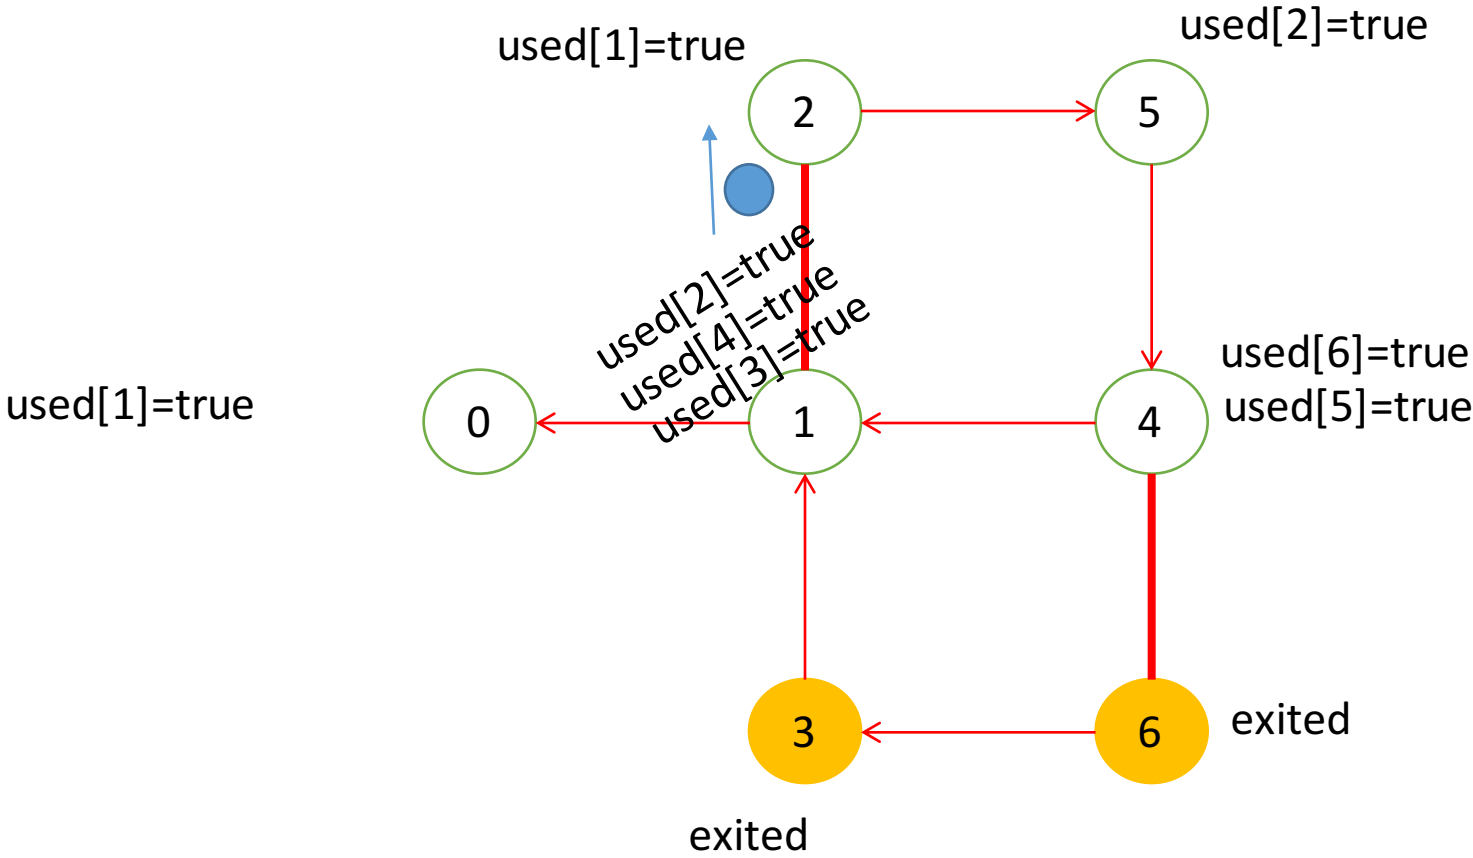 used[2]=true
used[1]=true
2
5
used[2]=true
used[4]=true
used[3]=true
used[6]=true
used[1]=true
used[5]=true
0
1
4
3
6
exited
exited